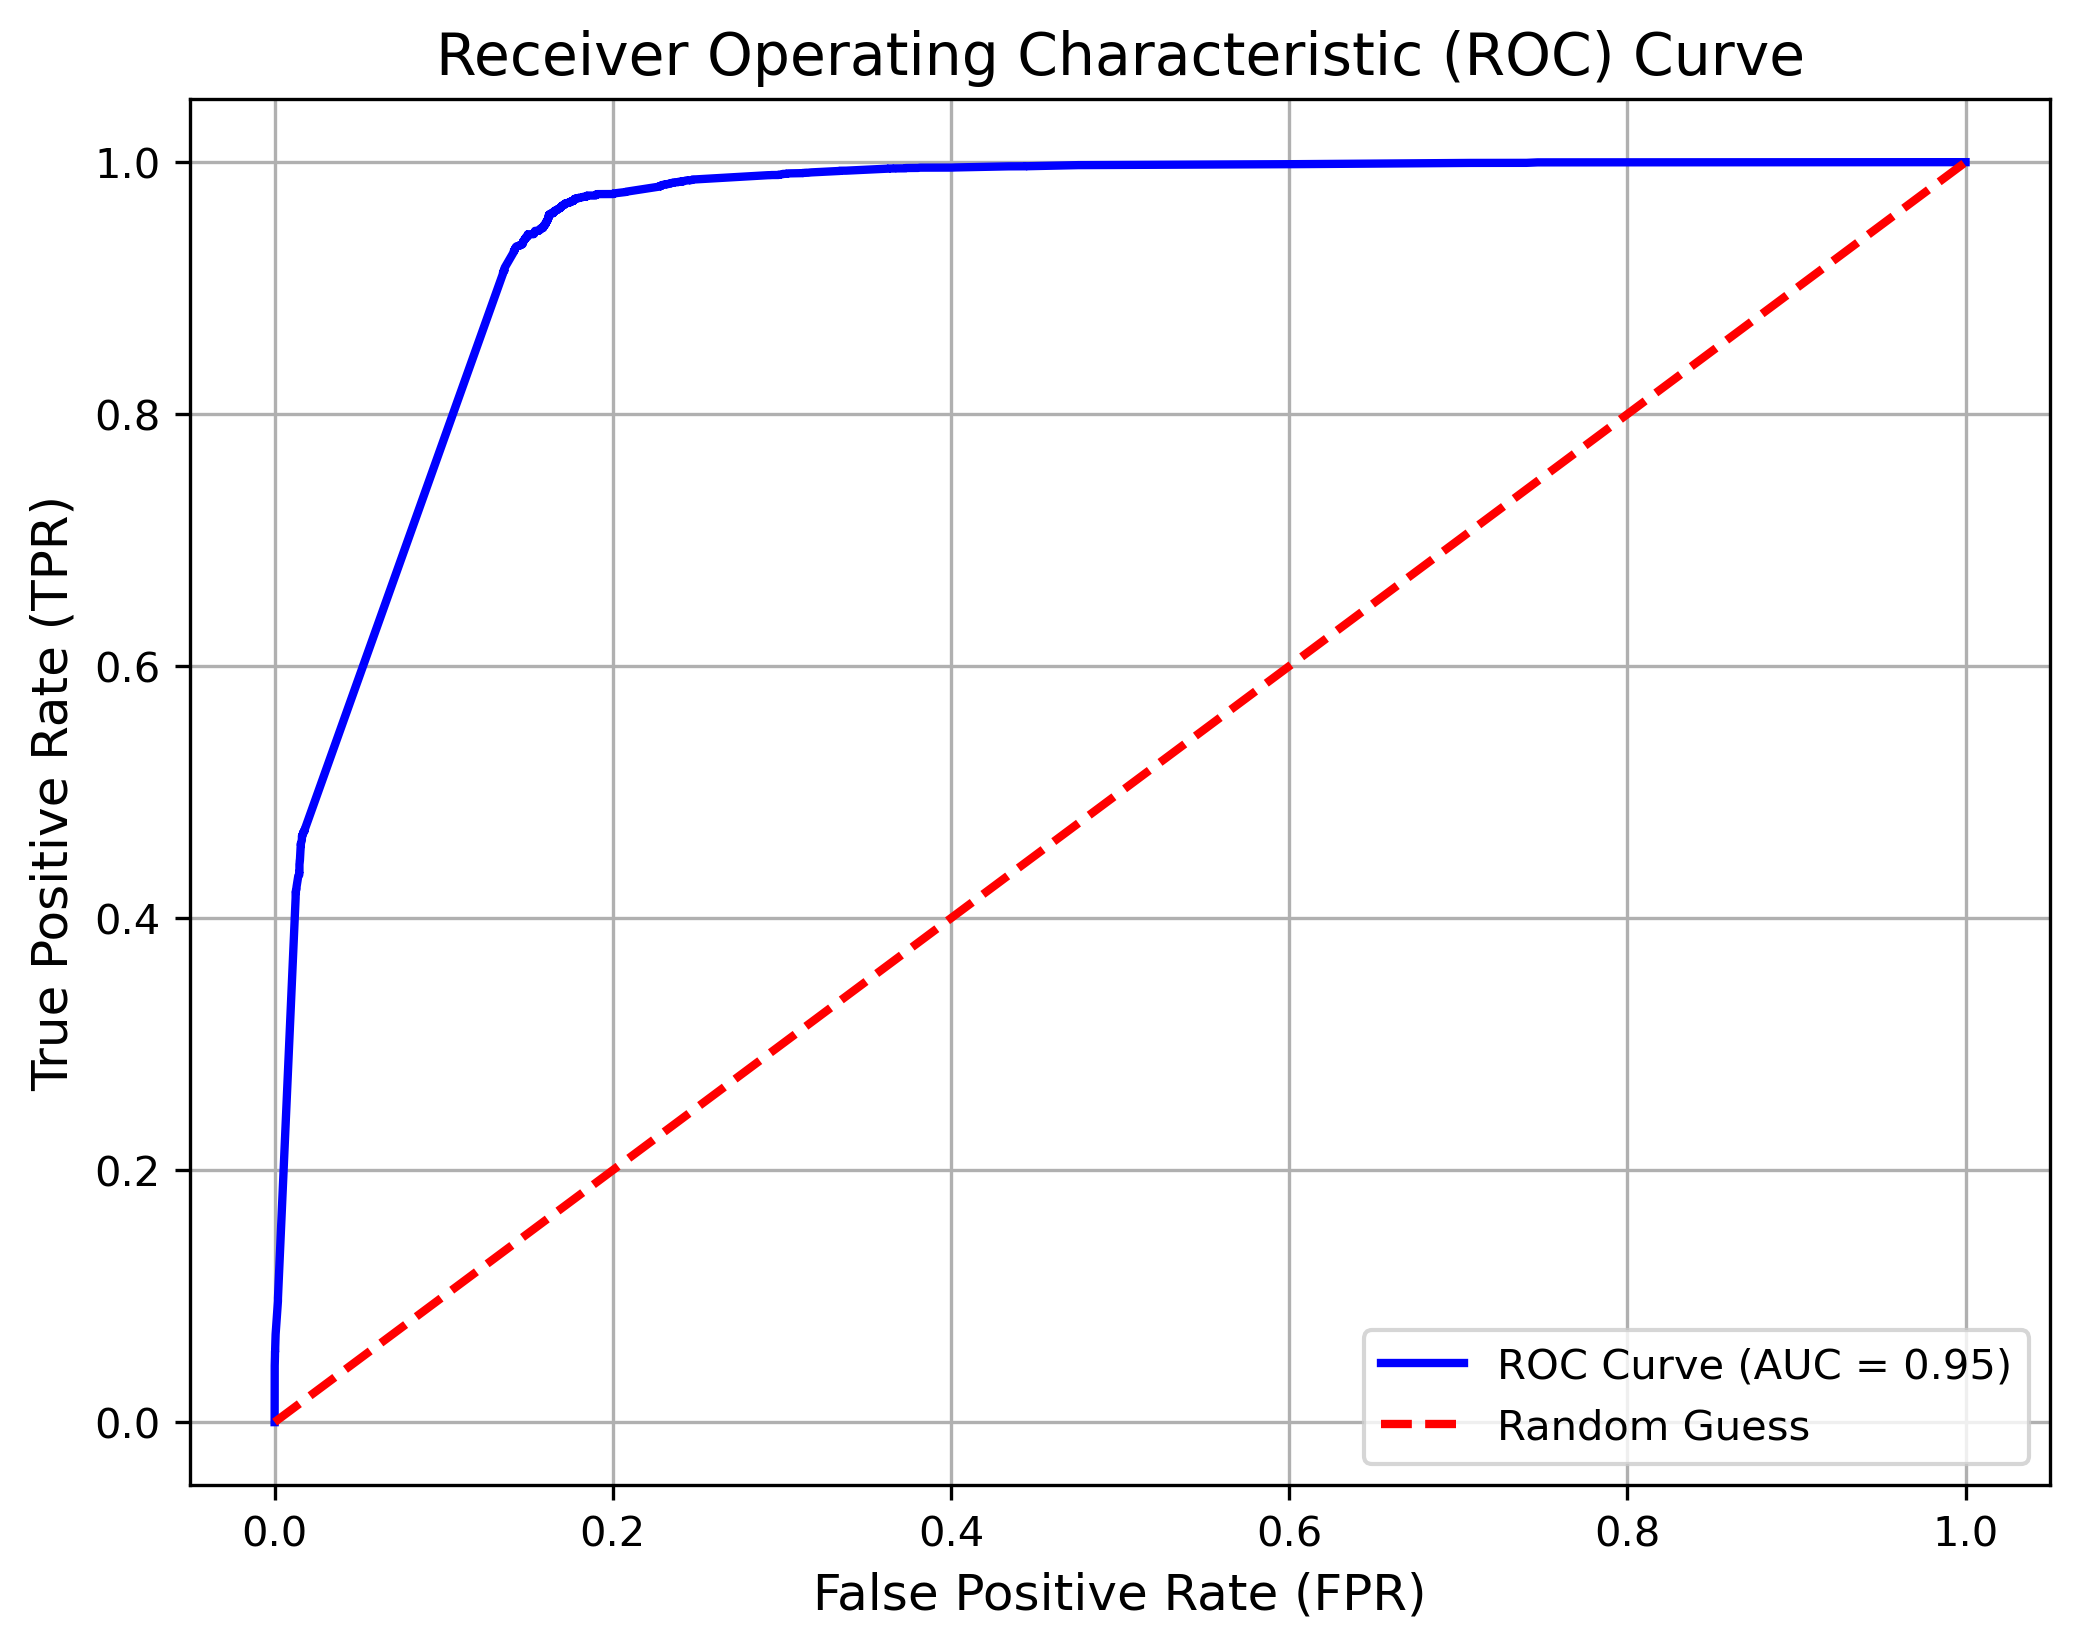 Receiver Operating Characteristic (ROC) Curve
True Positive Rate (TPR)
1.0
0.8
0.6
0.4
0.2
0.0
ROC Curve (AUC = 0.95)
Random Guess
0.0 0.2 0.4 0.6 0.8 1.0
False Positive Rate (FPR)